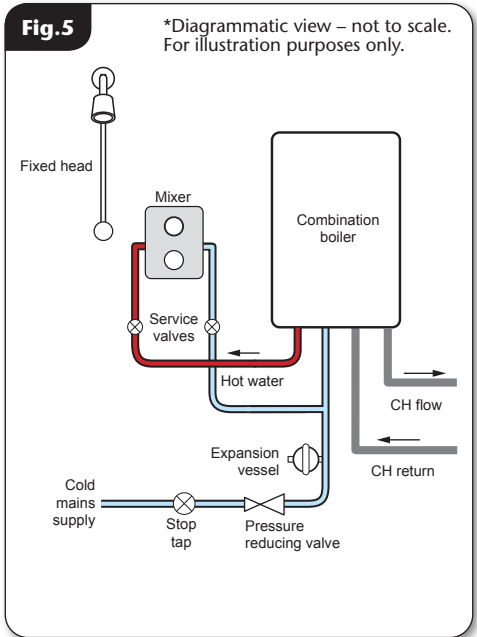 Fig.5
*Diagrammatic view – not to scale.
For illustration purposes only.
Fixed head
Mixer
Combination
boiler
Service
valves
Hot water
CH flow
Expansion
vessel
CH return
Cold
mains
supply
Stop
tap
Pressure
reducing valve